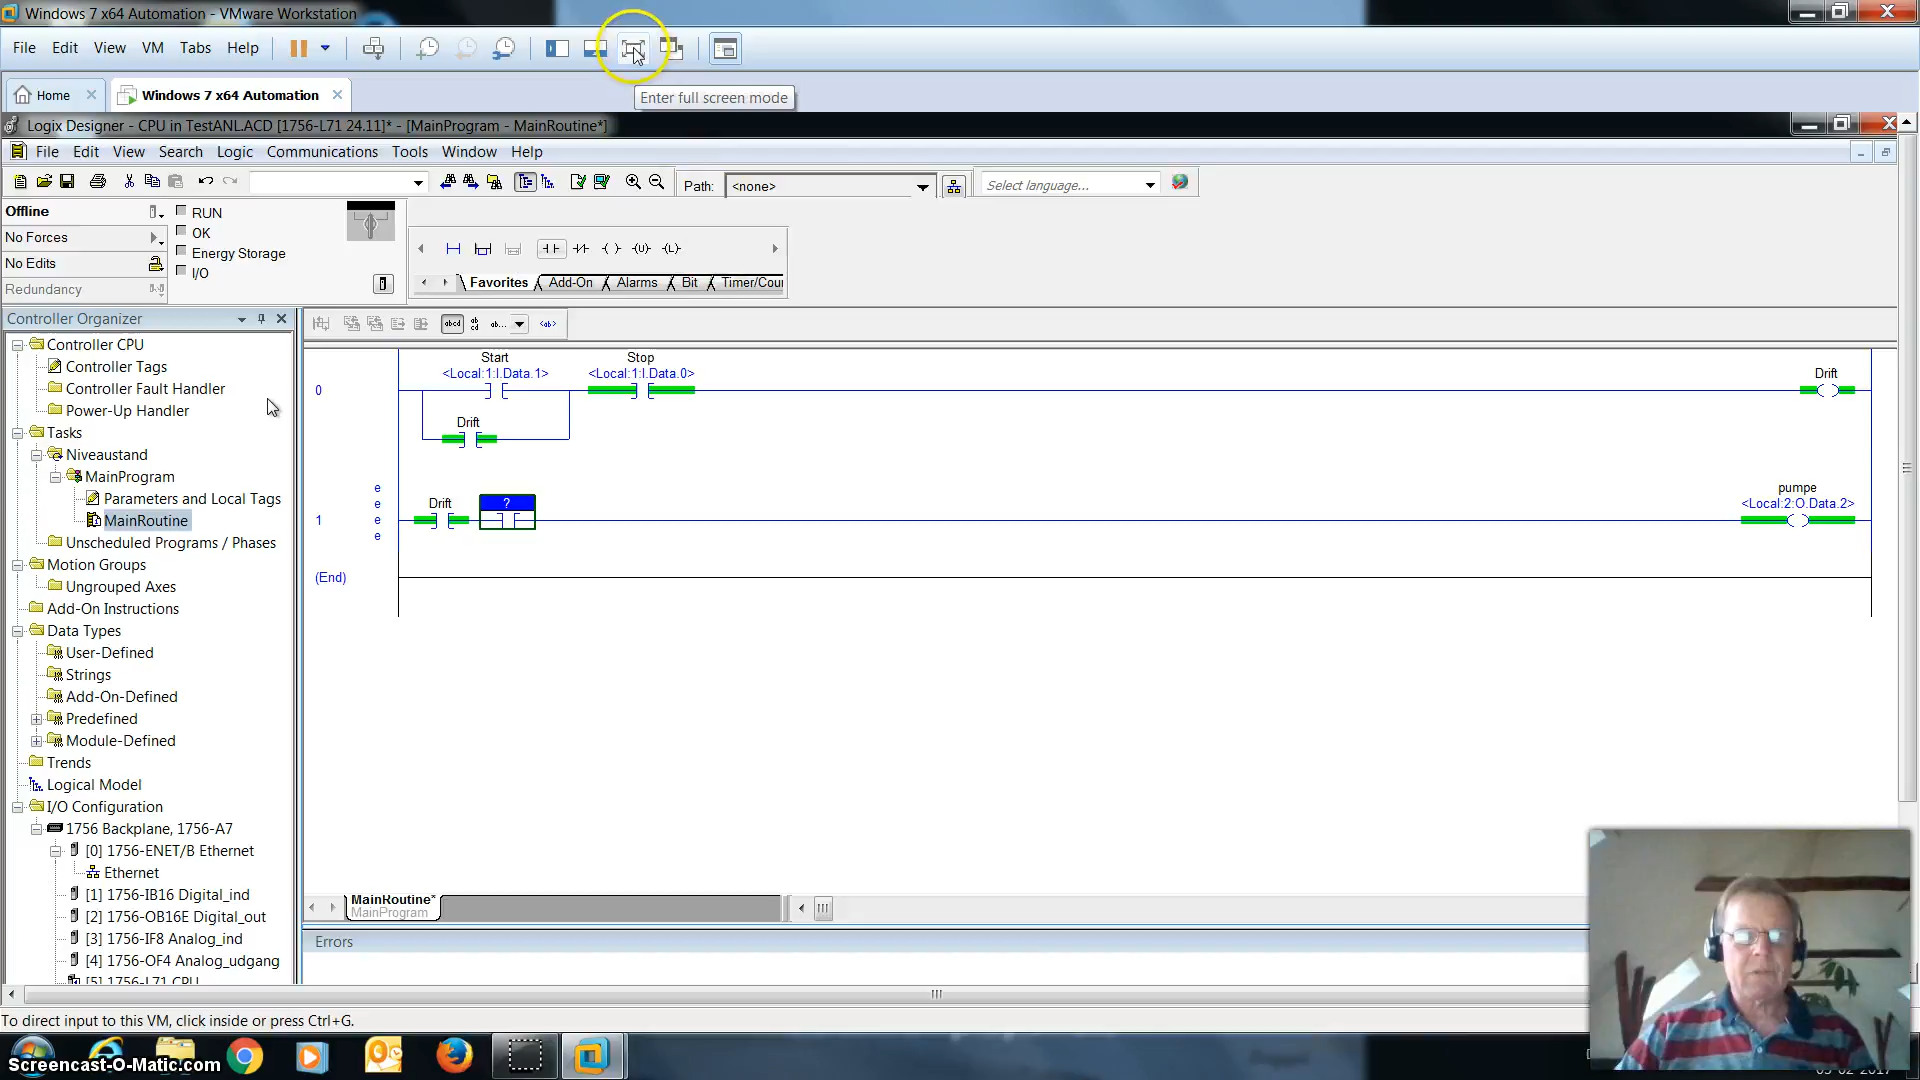 Windows 7 x64 Automation - VMware Workstation
File Edit View VM Tabs Help
Enter full screen mode
Home Windows 7 x64 Automation
Logix Designer - CPU in TestANL.ACD [1756-L71 24.11]* - [MainProgram - MainRoutine*]
File Edit View Search Logic Communications Tools Window Help
Path: <none> Select language...
Offline RUN
No Forces OK
No Edits Energy Storage
Redundancy I/O
Favorites Add-On Alarms Bit Timer/Cou
Controller Organizer
Controller CPU
Controller Tags
Controller Fault Handler
Power-Up Handler
Tasks
Niveaustand
MainProgram
Parameters and Local Tags
MainRoutine
Unscheduled Programs / Phases
Motion Groups
Ungrouped Axes
Add-On Instructions
Data Types
User-Defined
Strings
Add-On-Defined
Predefined
Module-Defined
Trends
Logical Model
I/O Configuration
1756 Backplane, 1756-A7
[0] 1756-ENET/B Ethernet
Ethernet
[1] 1756-IB16 Digital_ind
[2] 1756-OB16E Digital_out
[3] 1756-IF8 Analog_ind
[4] 1756-OF4 Analog_udgang
[5] 1756-L71 CPU
Start Stop
<Local:1:I.Data.1> <Local:1:I.Data.0> Drift
0
Drift
e
e
e
e
Drift ? pumpe
<Local:2:O.Data.2>
1
(End)
MainRoutine*
MainProgram
Errors
To direct input to this VM, click inside or press Ctrl+G.
Screencast-O-Matic.com